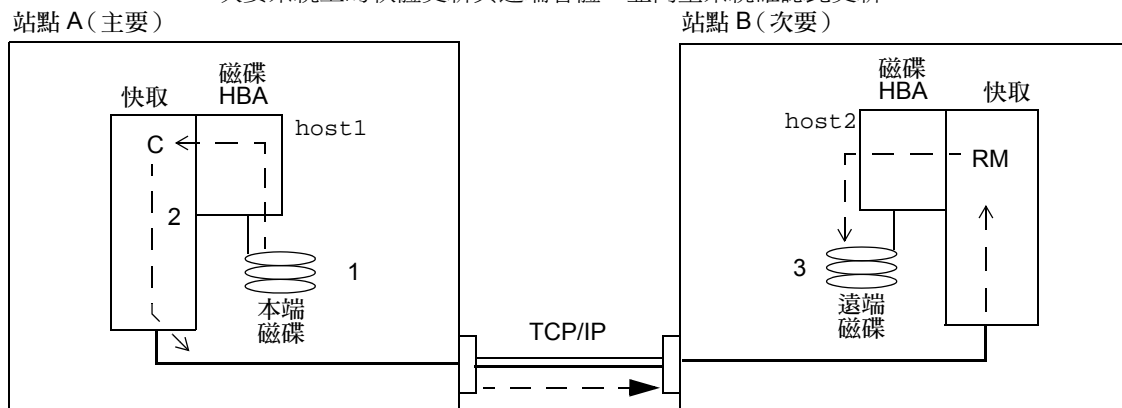 站點 A（主要）
站點 B（次要）
快取
磁碟
HBA
host1
C
2
1
本端
磁碟
TCP/IP
磁碟
HBA
快取
host2
RM
3
遠端
磁碟